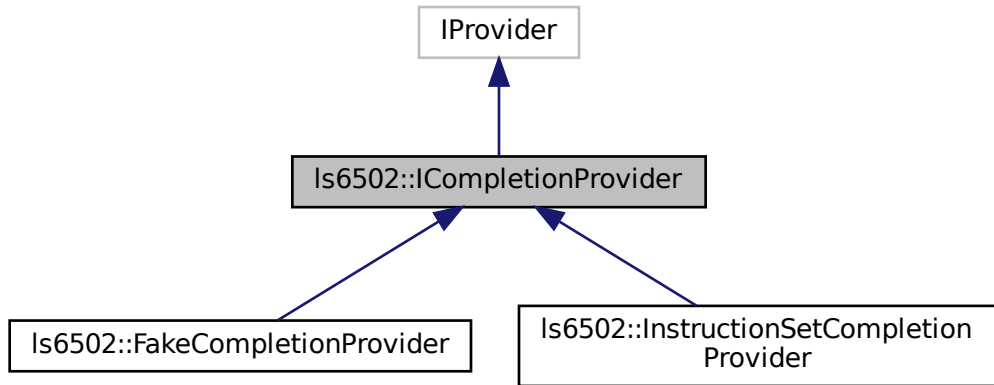 IProvider
ls6502::ICompletionProvider
ls6502::FakeCompletionProvider
ls6502::InstructionSetCompletion
Provider